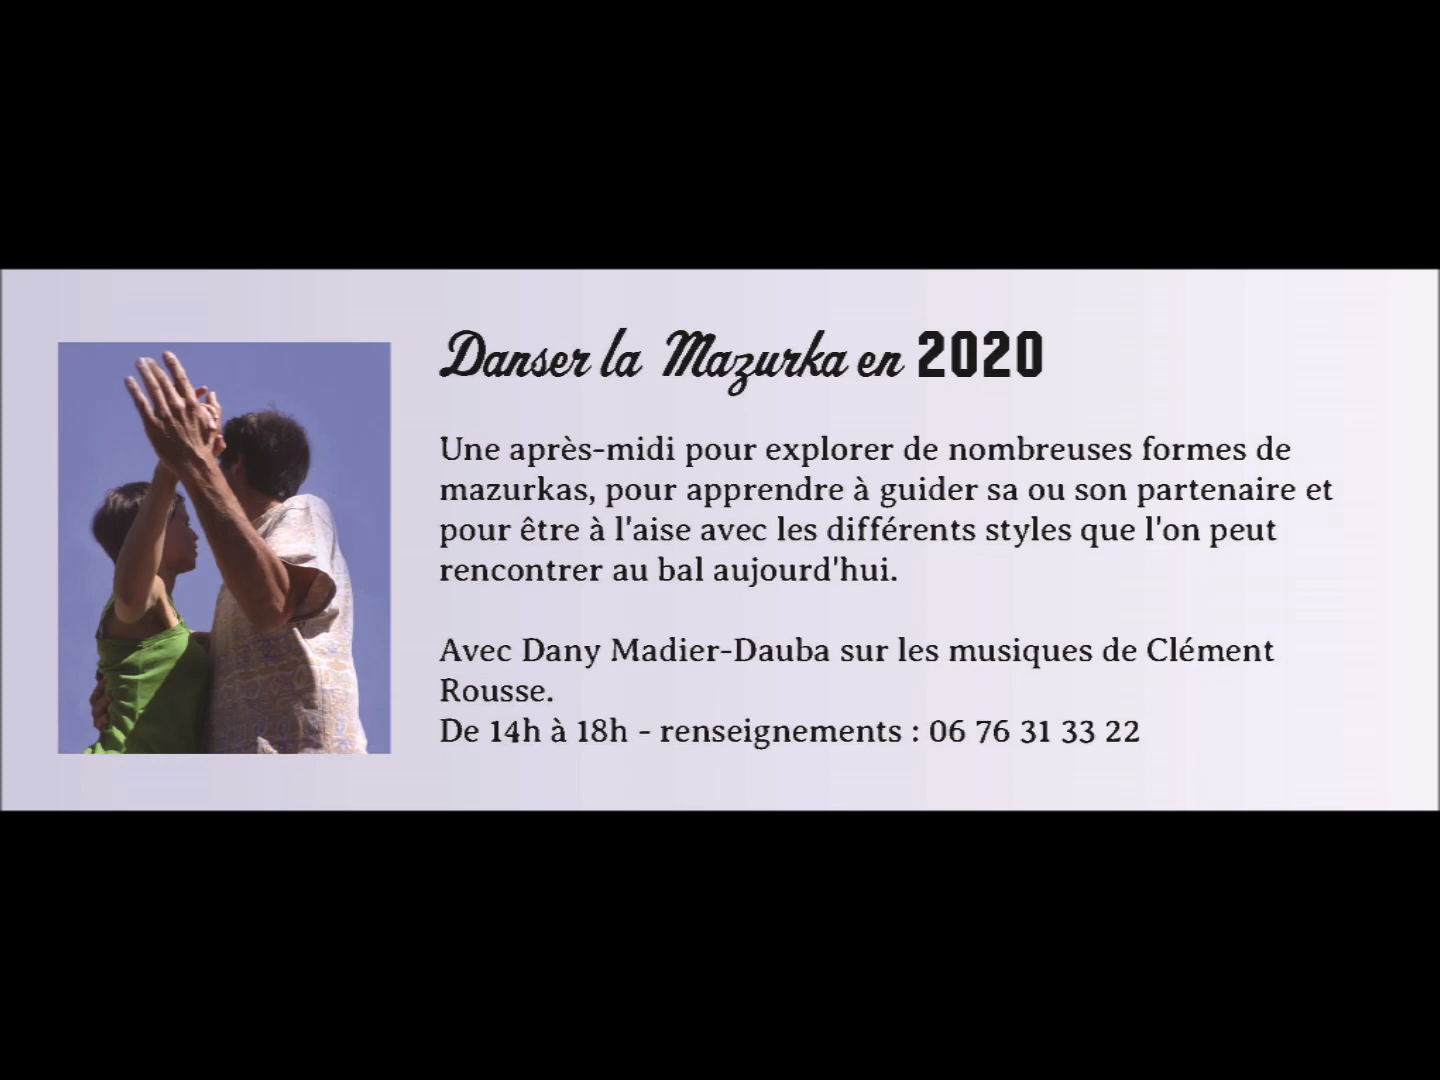 Danser la Mazurka en 2020
Une après-midi pour explorer de nombreuses formes de
mazurkas, pour apprendre à guider sa ou son partenaire et
pour être à l'aise avec les différents styles que l'on peut
rencontrer au bal aujourd'hui.
Avec Dany Madier-Dauba sur les musiques de Clément
Rousse.
De 14h à 18h - renseignements : 06 76 31 33 22